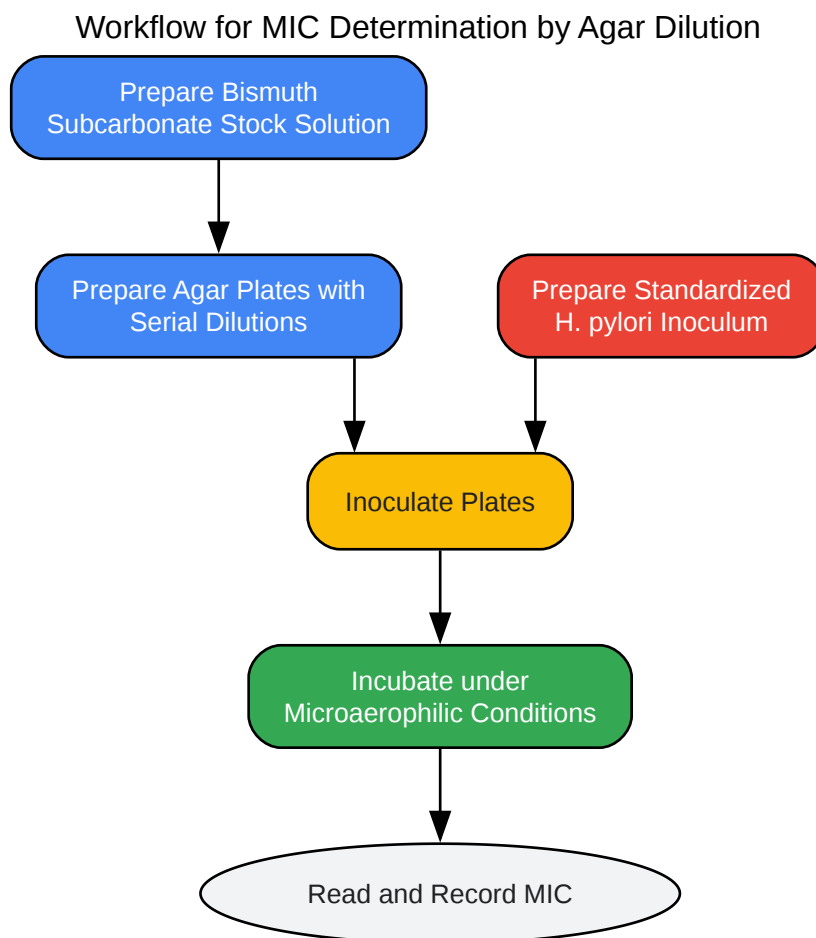 Workflow for MIC Determination by Agar Dilution
Prepare Bismuth
Subcarbonate Stock Solution
Prepare Agar Plates with
Serial Dilutions
Prepare Standardized
H. pylori Inoculum
Inoculate Plates
Incubate under
Microaerophilic Conditions
Read and Record MIC